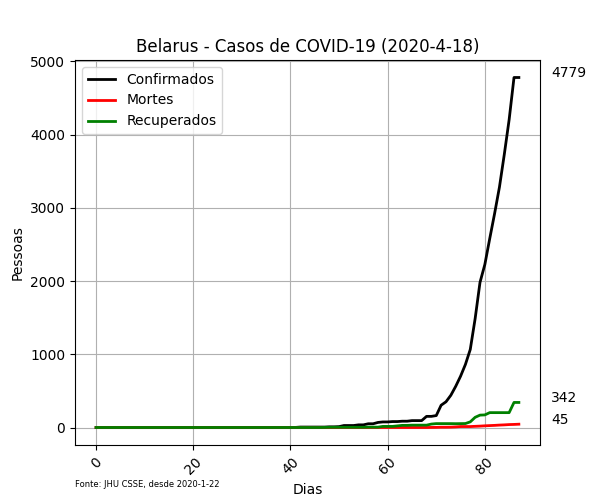 Belarus - Casos de COVID-19 (2020-4-18)
Confirmados
Mortes
Recuperados
Pessoas
5000
4000
3000
2000
1000
0
4779
342
45
0
20
40
60
80
Dias
Fonte: JHU CSSE, desde 2020-1-22